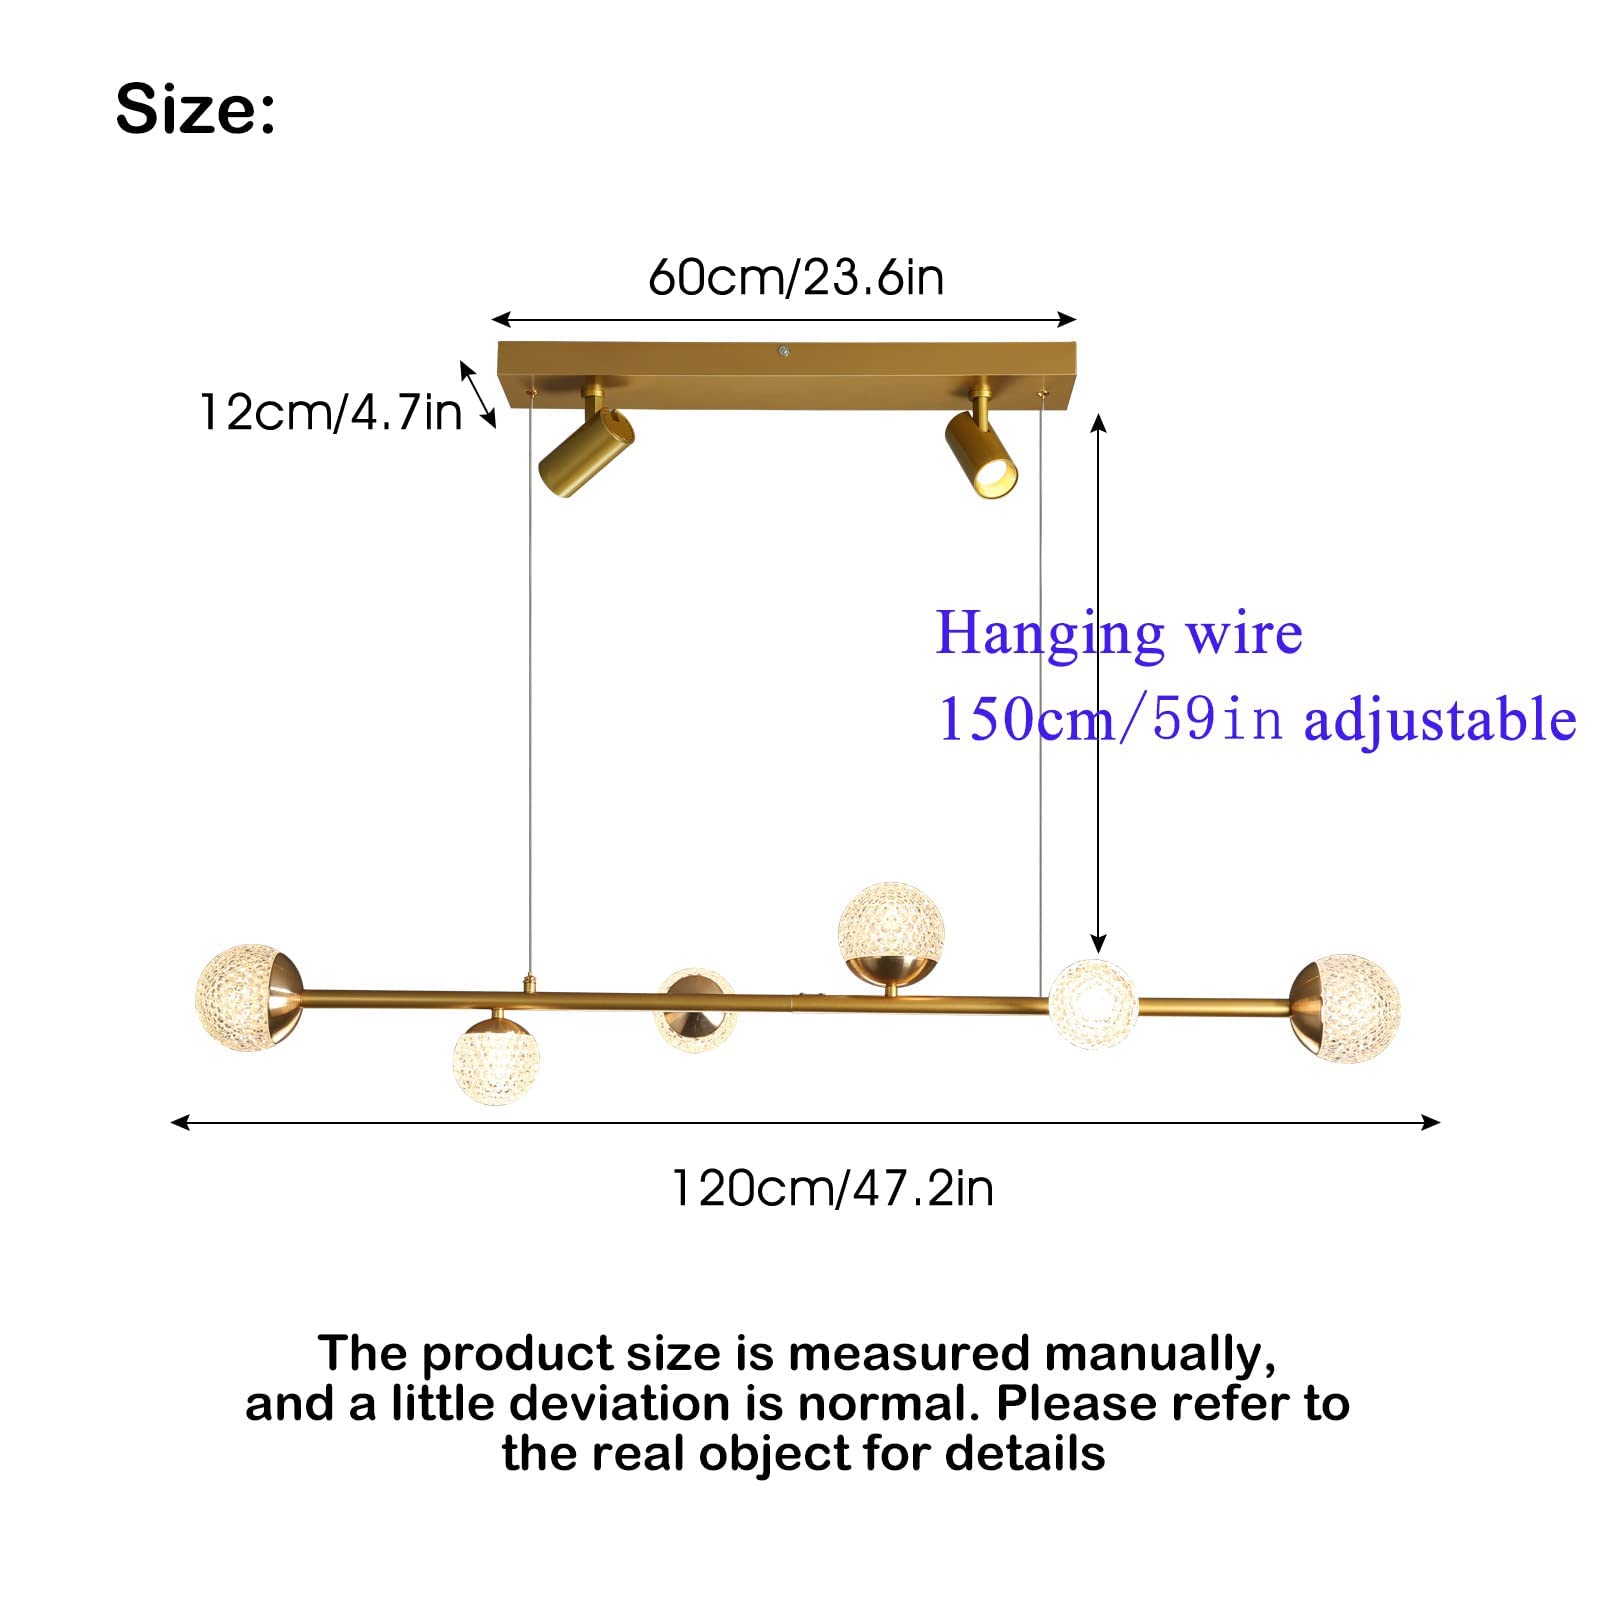 Size:
60cm/23.6in
12cm/4.7in
Hanging wire
150cm/59in adjustable
120cm/47.2in
The product size is measured manually,
and a little deviation is normal. Please refer to
the real object for details